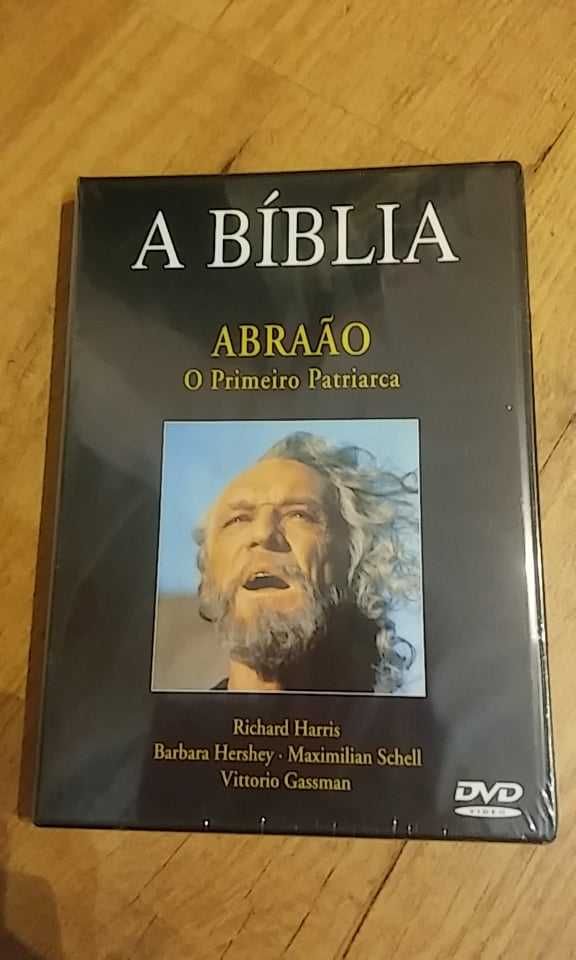 A BÍBLIA
ABRAÃO
O Primeiro Patriarca
Richard Harris
Barbara Hershey · Maximilian Schell
Vittorio Gassman
DVD
VIDEO